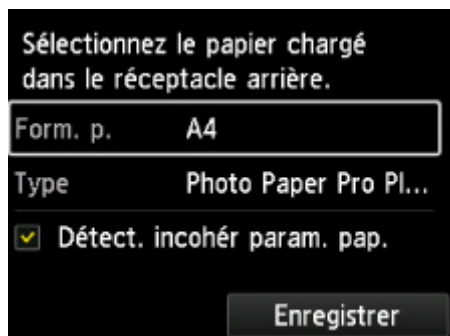 Sélectionnez le papier chargé
dans le réceptacle arrière.
Form. p. A4
Type Photo Paper Pro Pl...
Détect. incohér param. pap.
Enregistrer